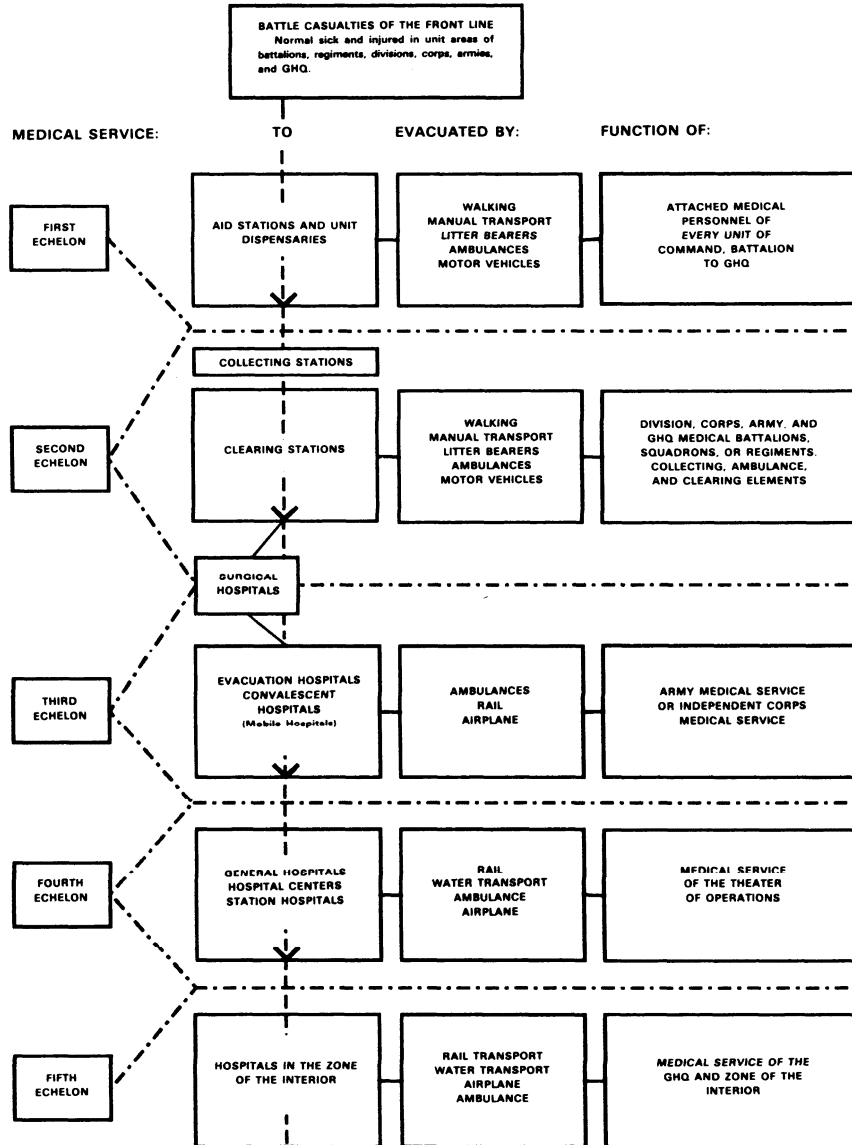 BATTLE CASUALTIES OF THE FRONT LINE
Normal sick and injured in unit areas of
battalions, regiments, divisions, corps, armies,
and GHQ.
MEDICAL SERVICE:
TO
EVACUATED BY:
FUNCTION OF:
FIRST
ECHELON
AID STATIONS AND UNIT
DISPENSARIES
WALKING
MANUAL TRANSPORT
LITTER BEARERS
AMBULANCES
MOTOR VEHICLES
ATTACHED MEDICAL
PERSONNEL OF
EVERY UNIT OF
COMMAND, BATTALION
TO GHQ
COLLECTING STATIONS
SECOND
ECHELON
CLEARING STATIONS
WALKING
MANUAL TRANSPORT
LITTER BEARERS
AMBULANCES
MOTOR VEHICLES
DIVISION, CORPS, ARMY, AND
GHQ MEDICAL BATTALIONS,
SQUADRONS, OR REGIMENTS.
COLLECTING, AMBULANCE,
AND CLEARING ELEMENTS
SURGICAL
HOSPITALS
THIRD
ECHELON
EVACUATION HOSPITALS
CONVALESCENT
HOSPITALS
(Mobile Hospitals)
AMBULANCES
RAIL
AIRPLANE
ARMY MEDICAL SERVICE
OR INDEPENDENT CORPS
MEDICAL SERVICE
FOURTH
ECHELON
GENERAL HOSPITALS
HOSPITAL CENTERS
STATION HOSPITALS
RAIL
WATER TRANSPORT
AMBULANCE
AIRPLANE
MEDICAL SERVICE
OF THE THEATER
OF OPERATIONS
FIFTH
ECHELON
HOSPITALS IN THE ZONE
OF THE INTERIOR
RAIL TRANSPORT
WATER TRANSPORT
AIRPLANE
AMBULANCE
MEDICAL SERVICE OF THE
GHQ AND ZONE OF THE
INTERIOR